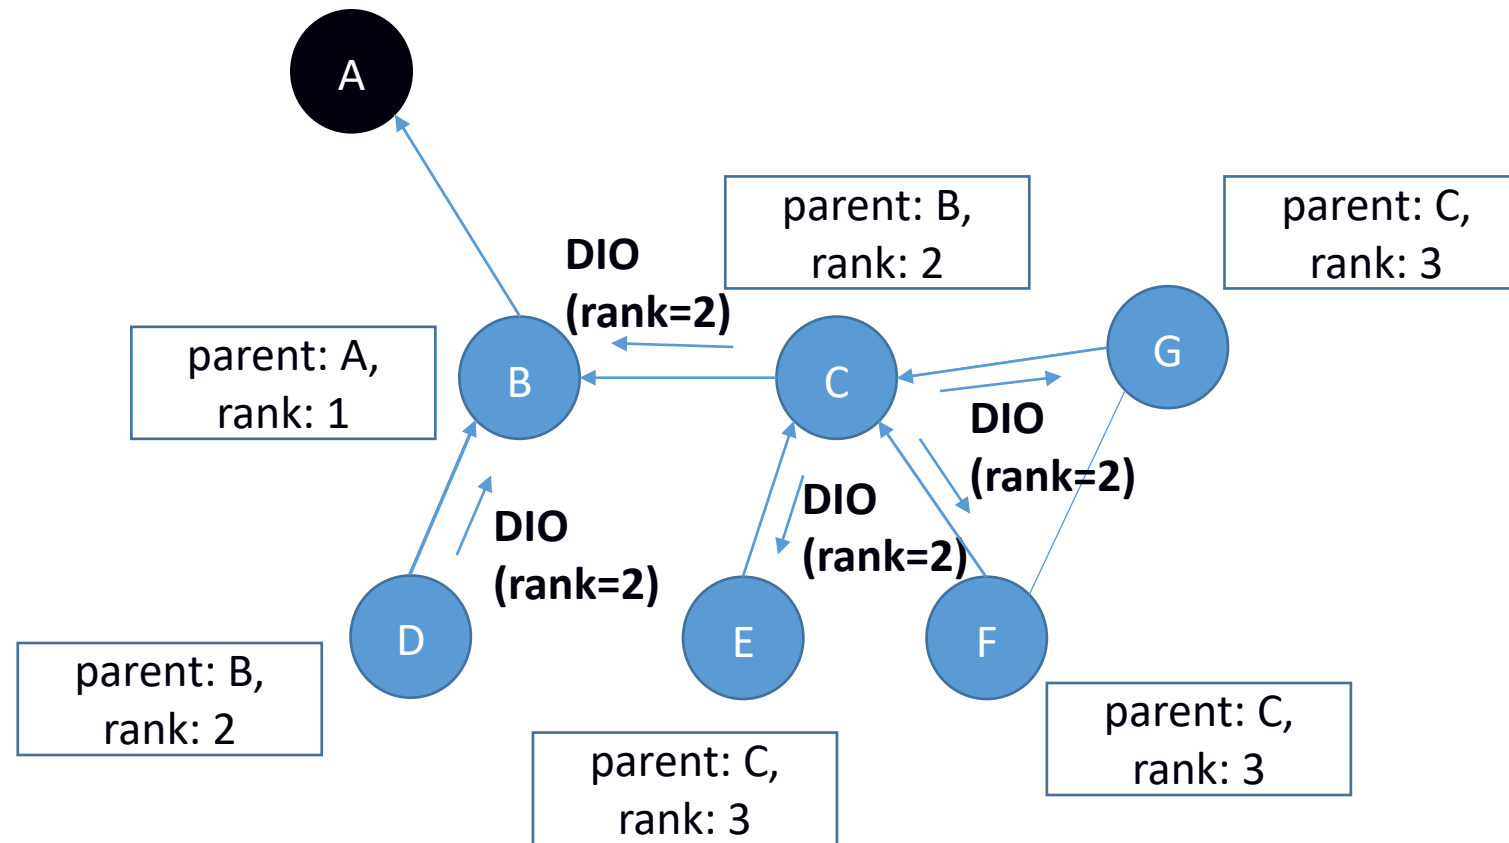 A
parent: B,
rank: 2
parent: C,
rank: 3
DIO
(rank=2)
parent: A,
rank: 1
B
C
G
DIO
(rank=2)
DIO
(rank=2)
DIO
(rank=2)
D
E
F
parent: B,
rank: 2
parent: C,
rank: 3
parent: C,
rank: 3